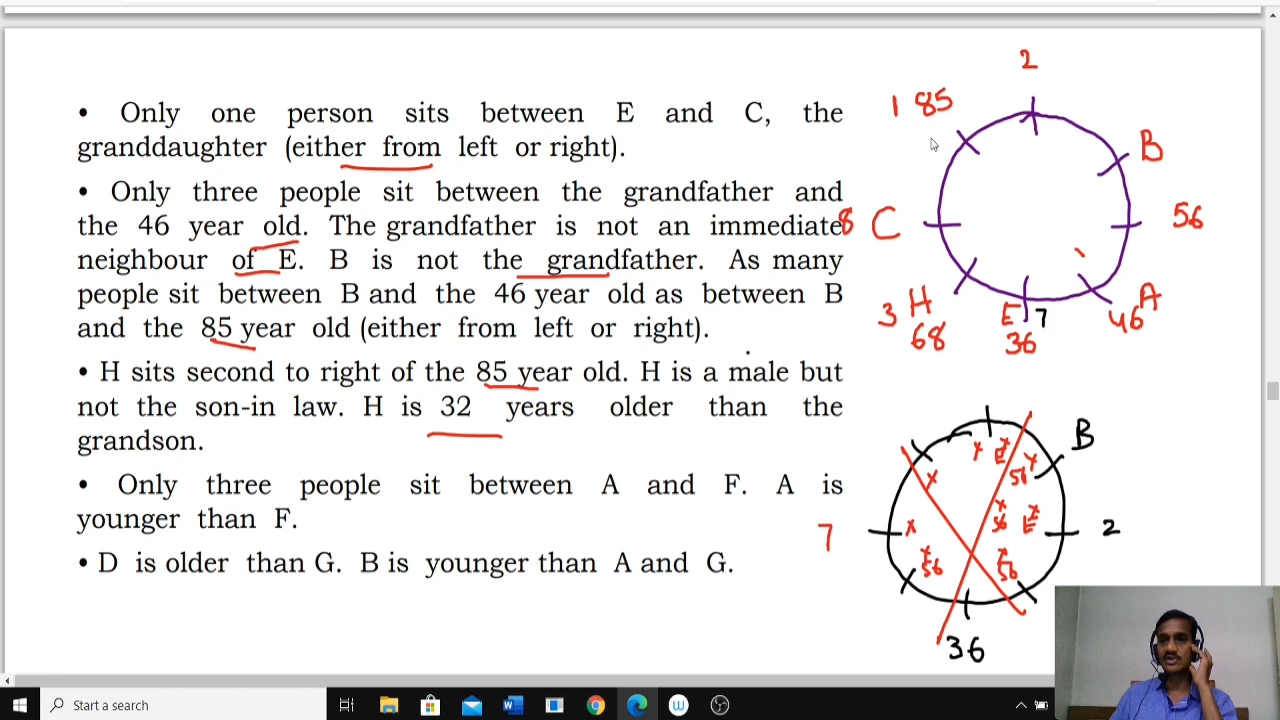 • Only one person sits between E and C, the
granddaughter (either from left or right).
• Only three people sit between the grandfather and
the 46 year old. The grandfather is not an immediate
neighbour of E. B is not the grandfather. As many
people sit between B and the 46 year old as between B
and the 85 year old (either from left or right).
• H sits second to right of the 85 year old. H is a male but
not the son-in law. H is 32 years older than the
grandson.
• Only three people sit between A and F. A is
younger than F.
• D is older than G. B is younger than A and G.
2
1 85
B
8 C
56
3 H
68
E 7
36
A
46
B
x x E x
x 56
x
x x 56 x E
7
2
x 56
x 56
36
Start a search